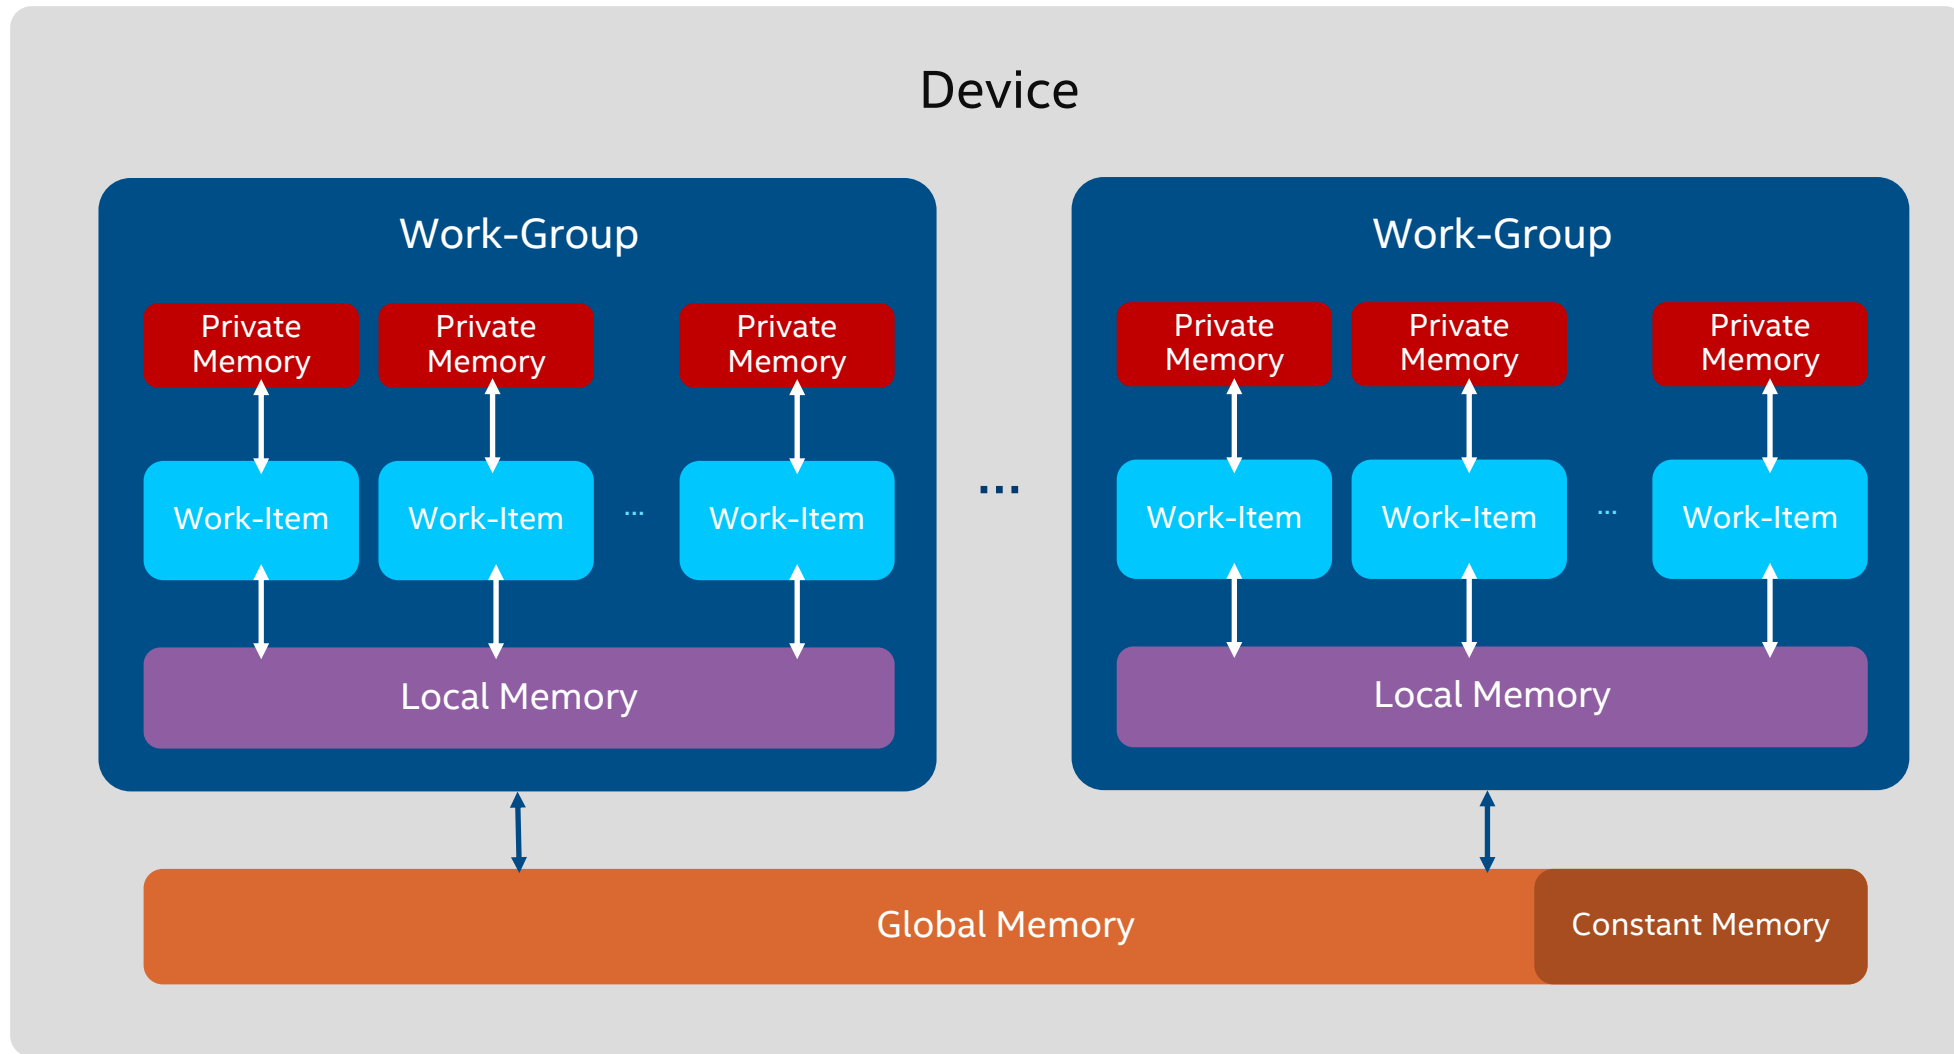 Device
Work-Group
Private
Memory
Private
Memory
Private
Memory
Work-Item
Work-Item
...
Work-Item
Local Memory
...
Work-Group
Private
Memory
Private
Memory
Private
Memory
Work-Item
Work-Item
...
Work-Item
Local Memory
Global Memory
Constant Memory